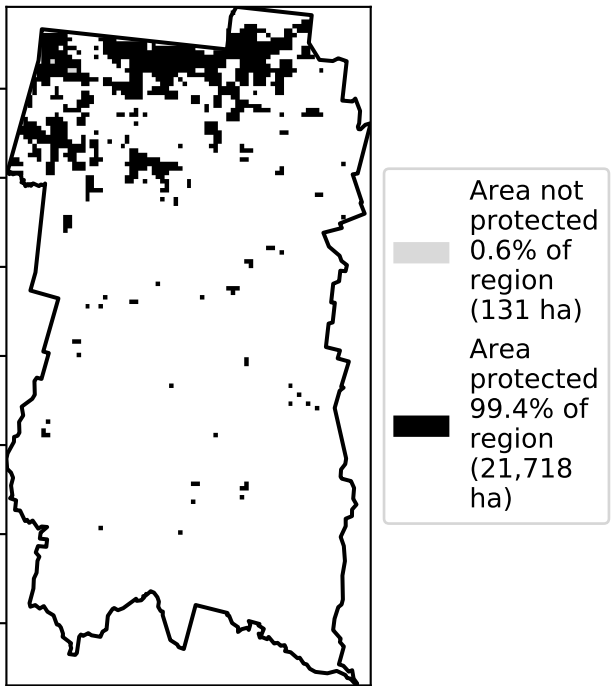 Area not
protected
0.6% of
region
(131 ha)
Area
protected
99.4% of
region
(21,718
ha)